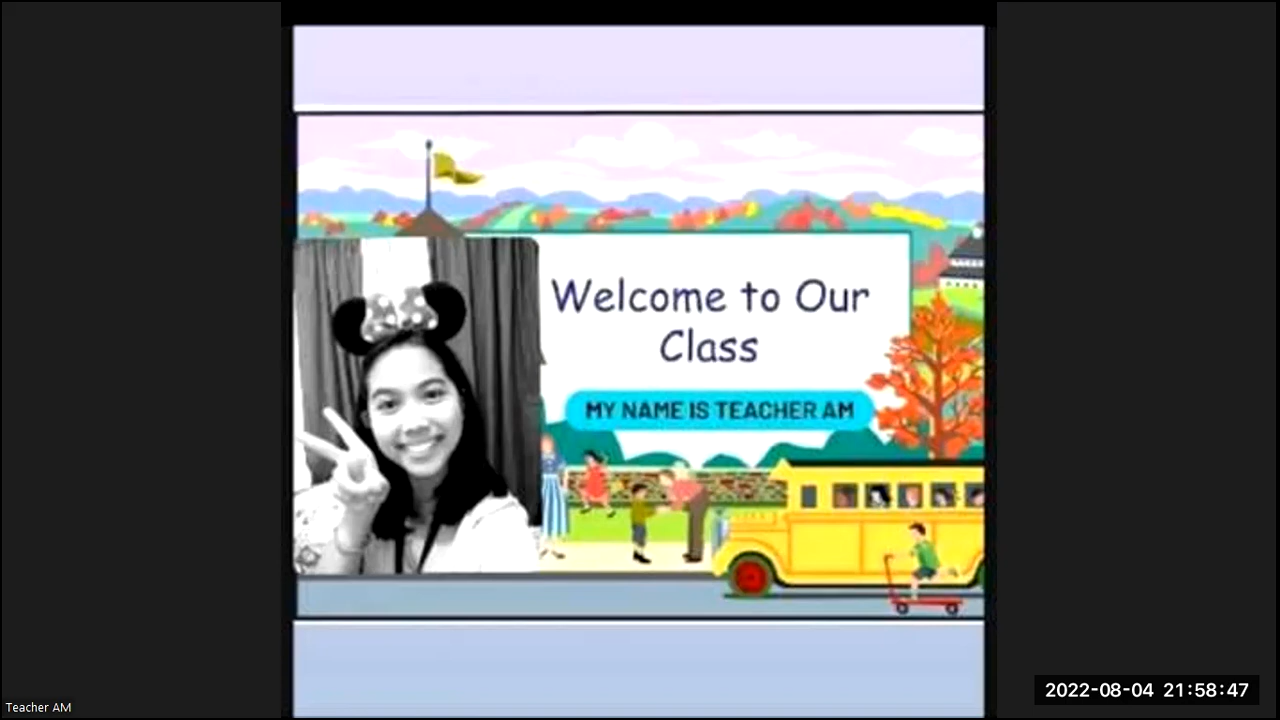 Welcome to Our
Class
MY NAME IS TEACHER AM
Teacher AM
2022-08-04 21:58:47